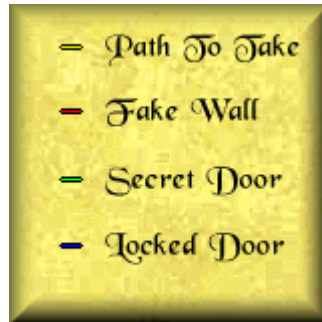 Path To Take
Fake Wall
Secret Door
Locked Door